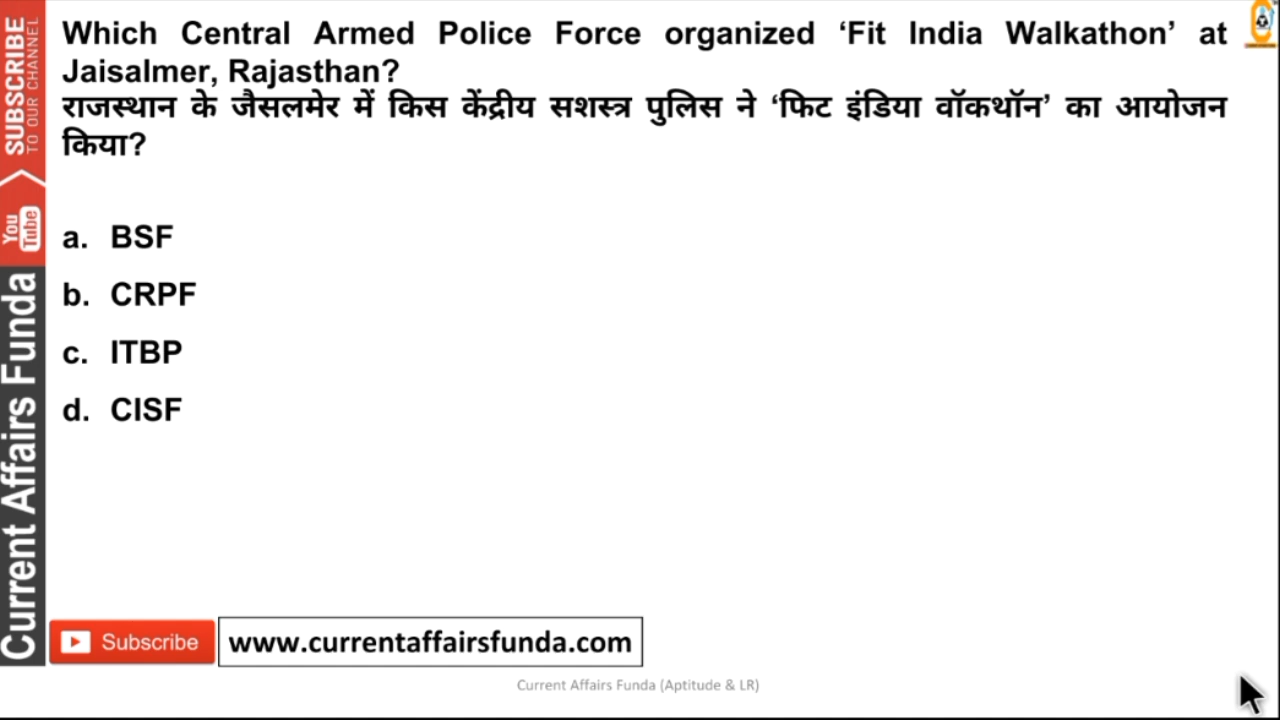 Which Central Armed Police Force organized ‘Fit India Walkathon’ at
Jaisalmer, Rajasthan?
राजस्थान के जैसलमेर में किस केंद्रीय सशस्त्र पुलिस ने ‘फिट इंडिया वॉकथॉन’ का आयोजन
किया?
a. BSF
b. CRPF
c. ITBP
d. CISF
SUBSCRIBE
TO OUR CHANNEL
You
Tube
Current Affairs Funda
Subscribe
www.currentaffairsfunda.com
Current Affairs Funda (Aptitude & LR)